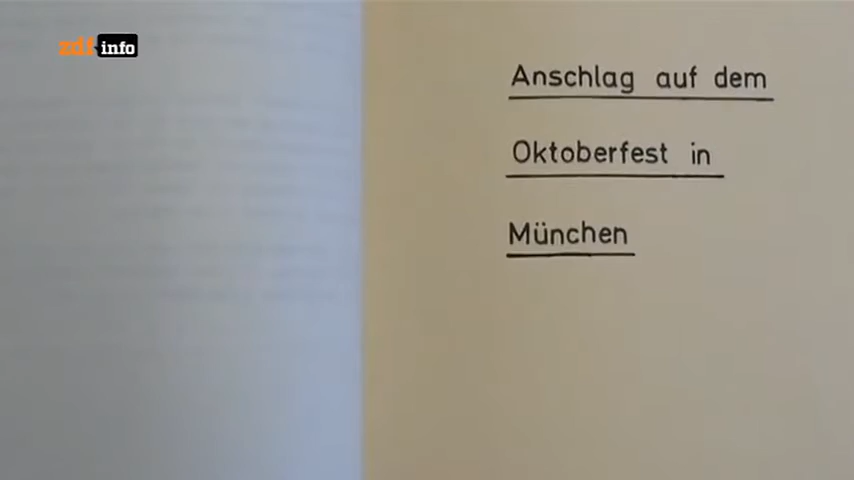 zdf info
Anschlag auf dem
Oktoberfest in
München